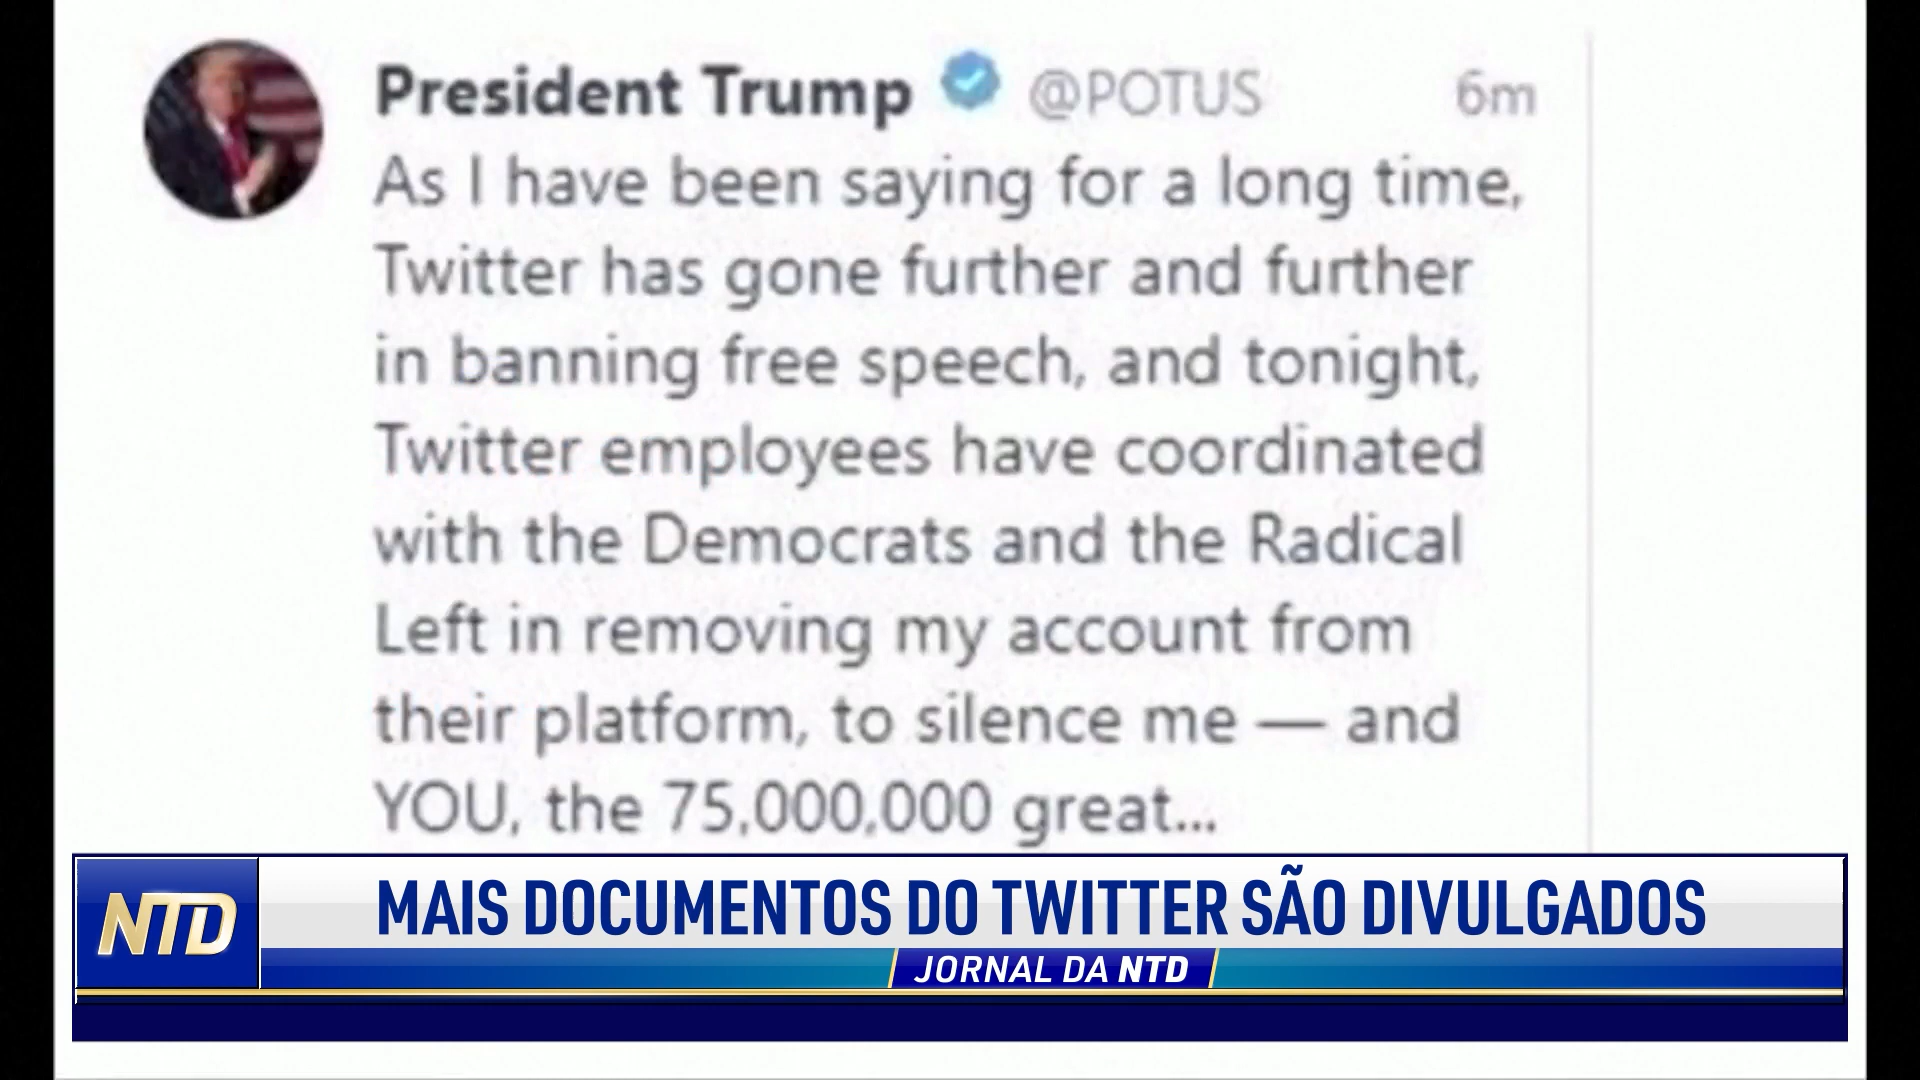 President Trump @POTUS 6m
As I have been saying for a long time,
Twitter has gone further and further
in banning free speech, and tonight,
Twitter employees have coordinated
with the Democrats and the Radical
Left in removing my account from
their platform, to silence me — and
YOU, the 75,000,000 great...
NTD
MAIS DOCUMENTOS DO TWITTER SÃO DIVULGADOS
JORNAL DA NTD